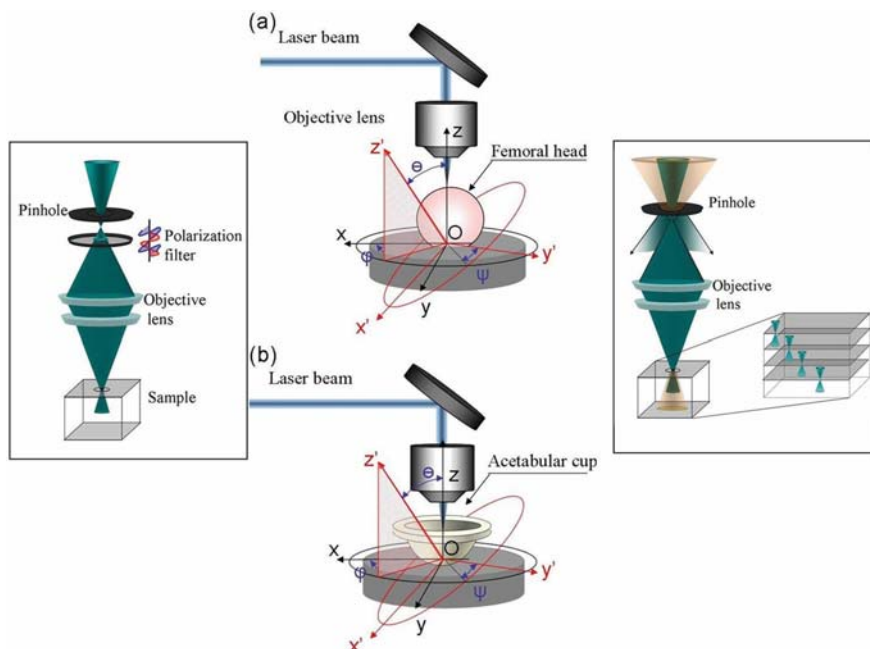 (a)
Laser beam
Objective lens
z
z'
Θ
Femoral head
O
x
φ
ψ
y'
y
x'
Pinhole
Polarization
filter
Objective
lens
Sample
Pinhole
Objective
lens
(b)
Laser beam
z'
Θ
z
Acetabular cup
O
x
φ
ψ
y'
y
x'